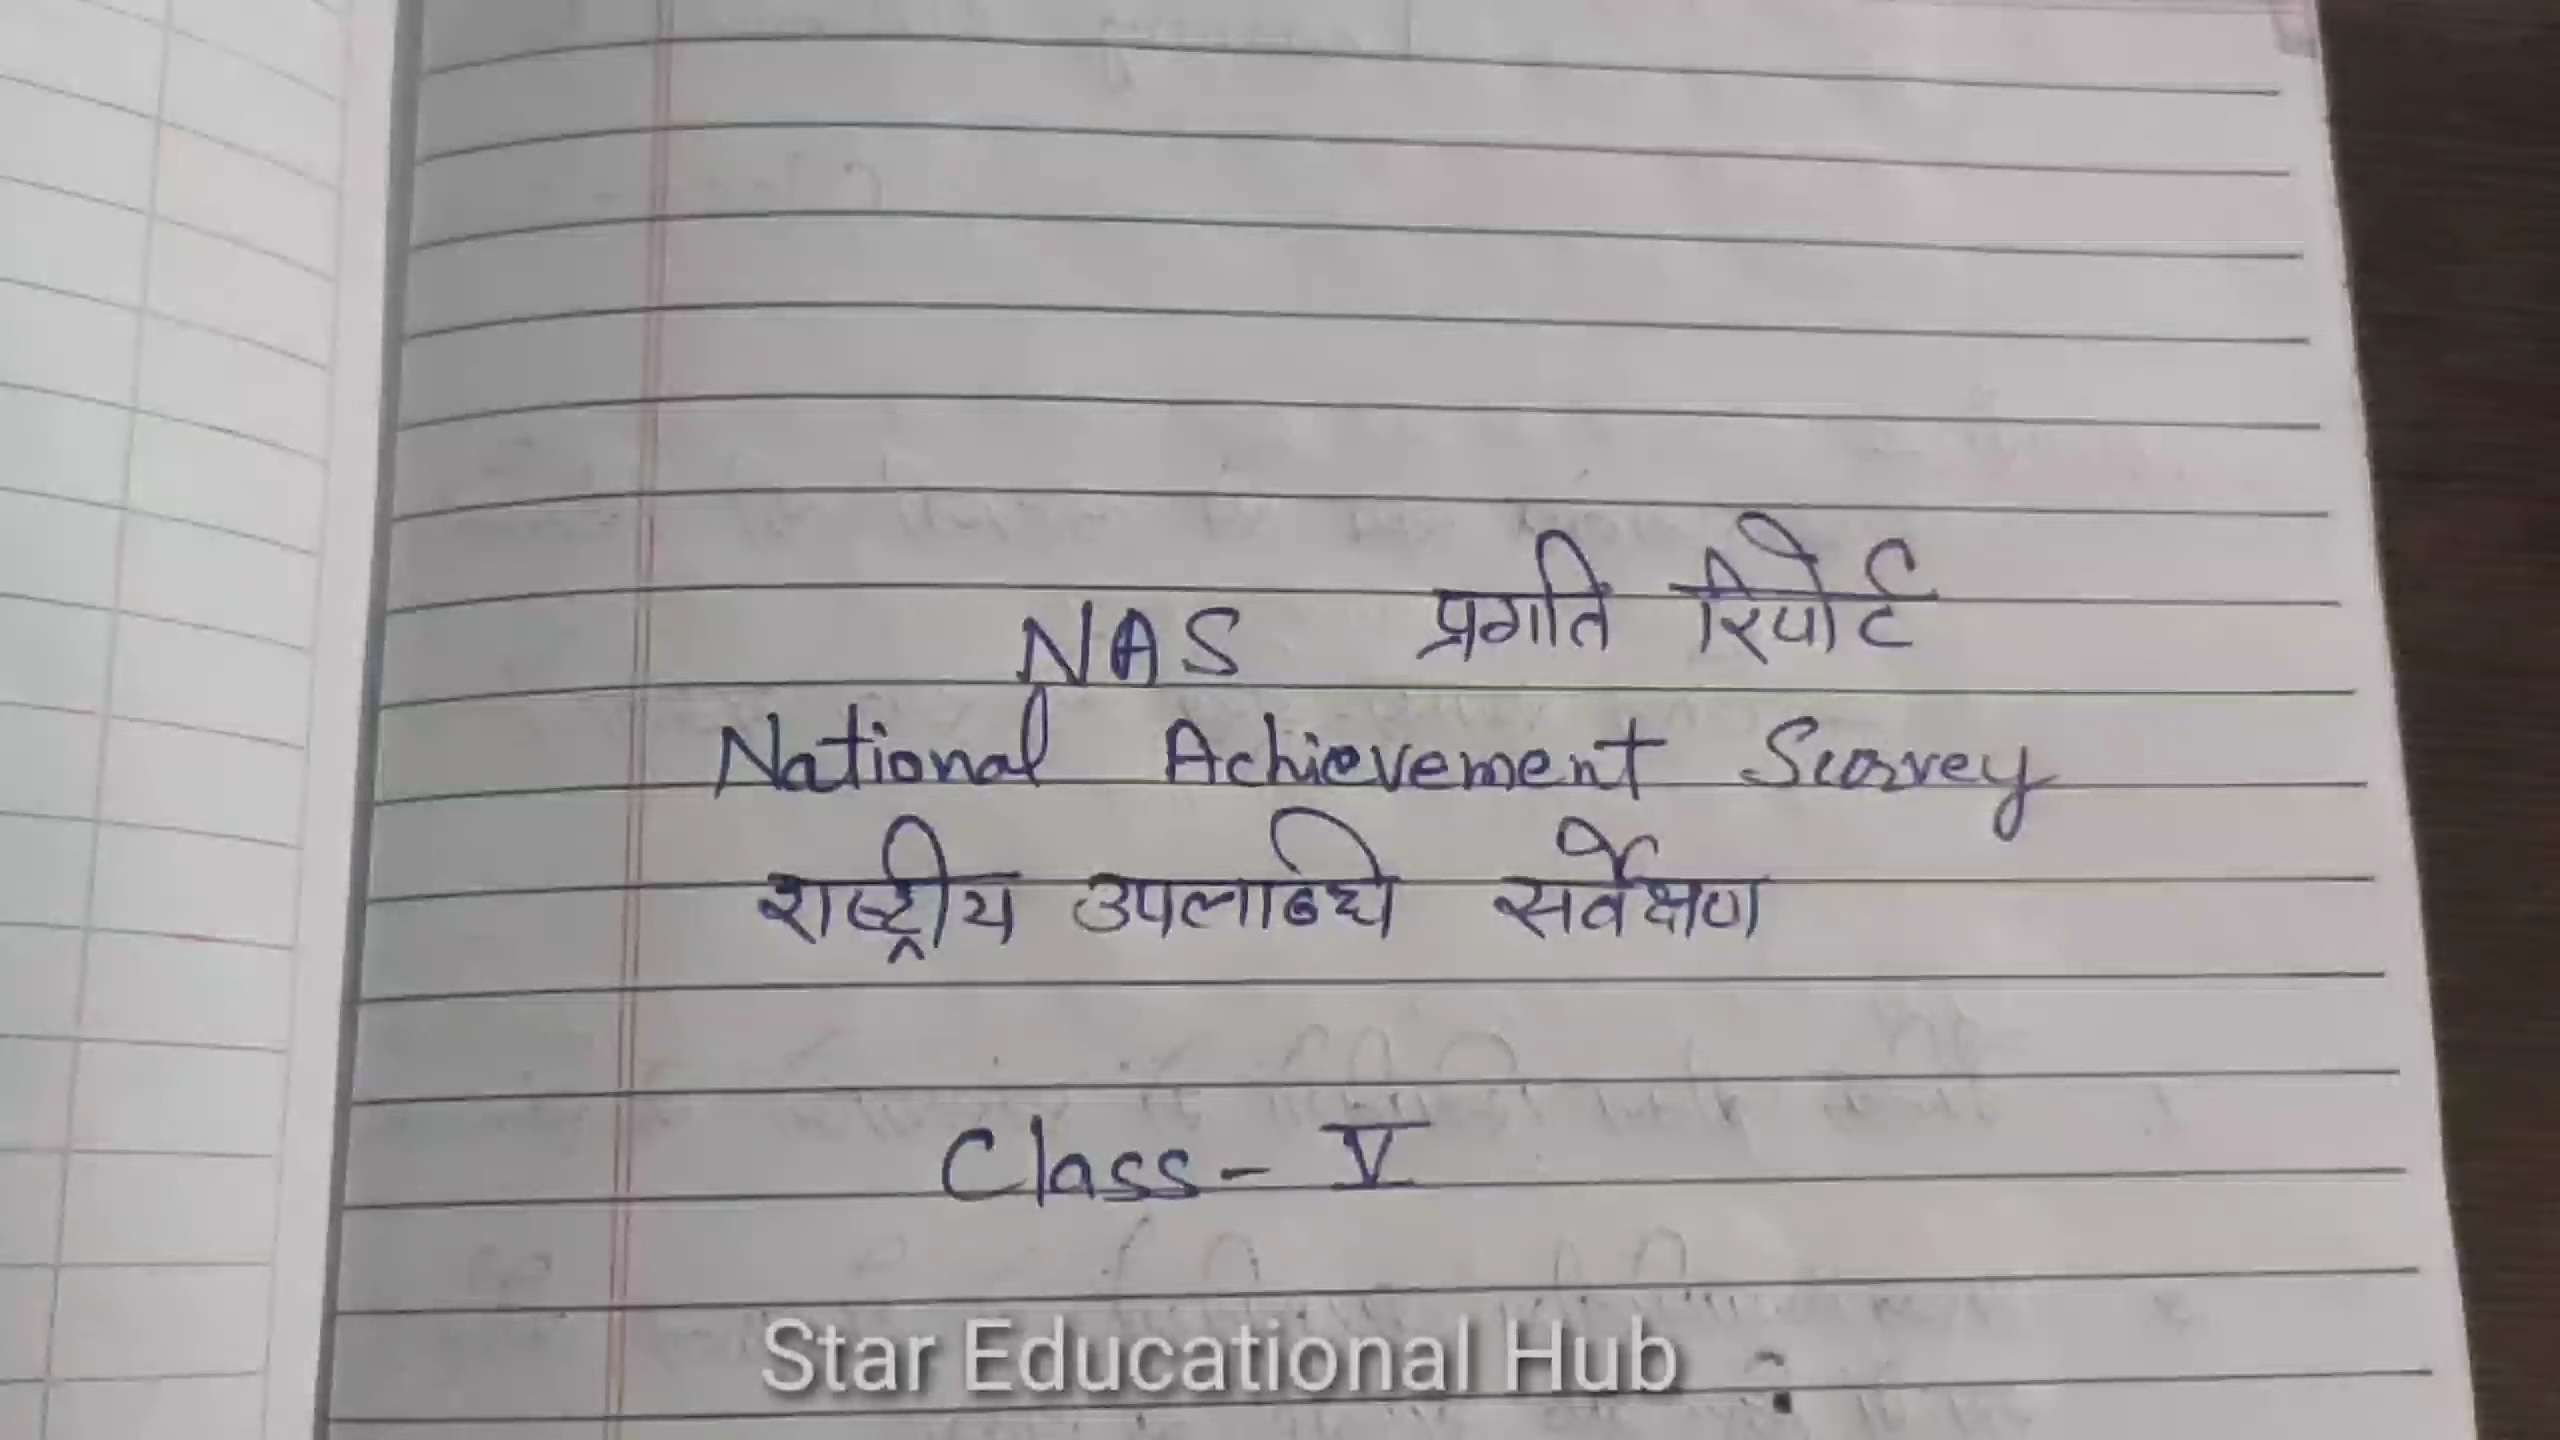 NAS प्रगति रिपोर्ट
National Achievement Survey
राष्ट्रीय उपलब्धि सर्वेक्षण
Class - V
Star Educational Hub